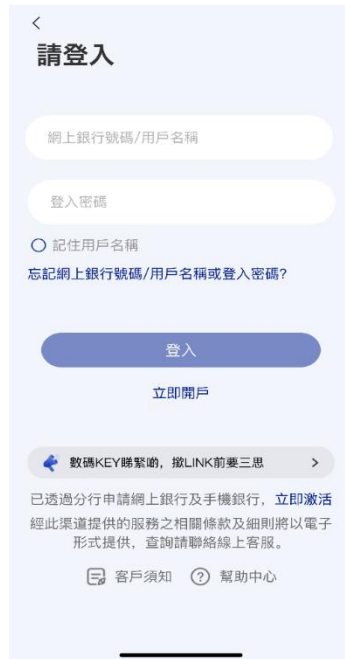 請登入
網上銀行號碼/用戶名稱
登入密碼
記住用戶名稱
忘記網上銀行號碼/用戶名稱或登入密碼?
登入
立即開戶
數碼KEY睇緊啲，撳LINK前要三思
已透過分行申請網上銀行及手機銀行，立即激活
經此渠道提供的服務之相關條款及細則將以電子
形式提供，查詢請聯絡線上客服。
客戶須知 幫助中心